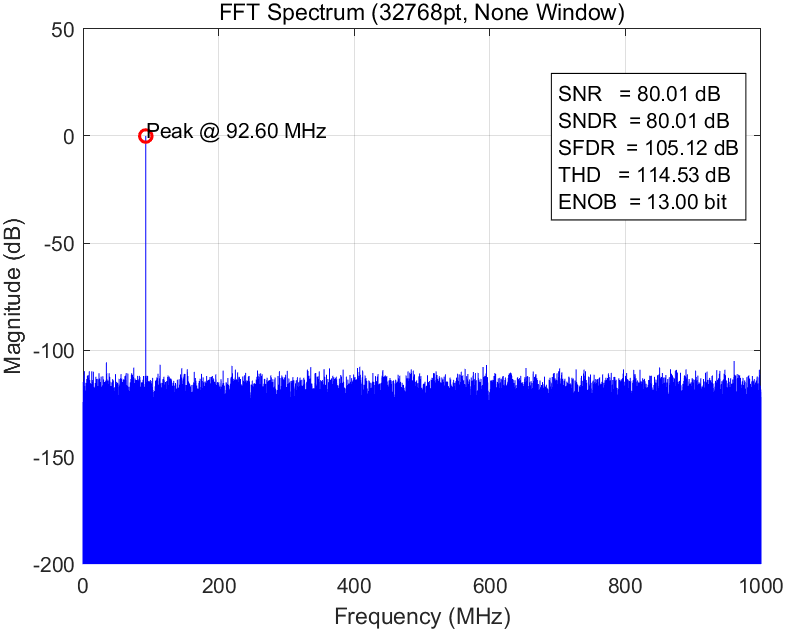 FFT Spectrum (32768pt, None Window)
50
0
-50
-100
-150
-200
Magnitude (dB)
Peak @ 92.60 MHz
SNR = 80.01 dB
SNDR = 80.01 dB
SFDR = 105.12 dB
THD = 114.53 dB
ENOB = 13.00 bit
0 200 400 600 800 1000
Frequency (MHz)